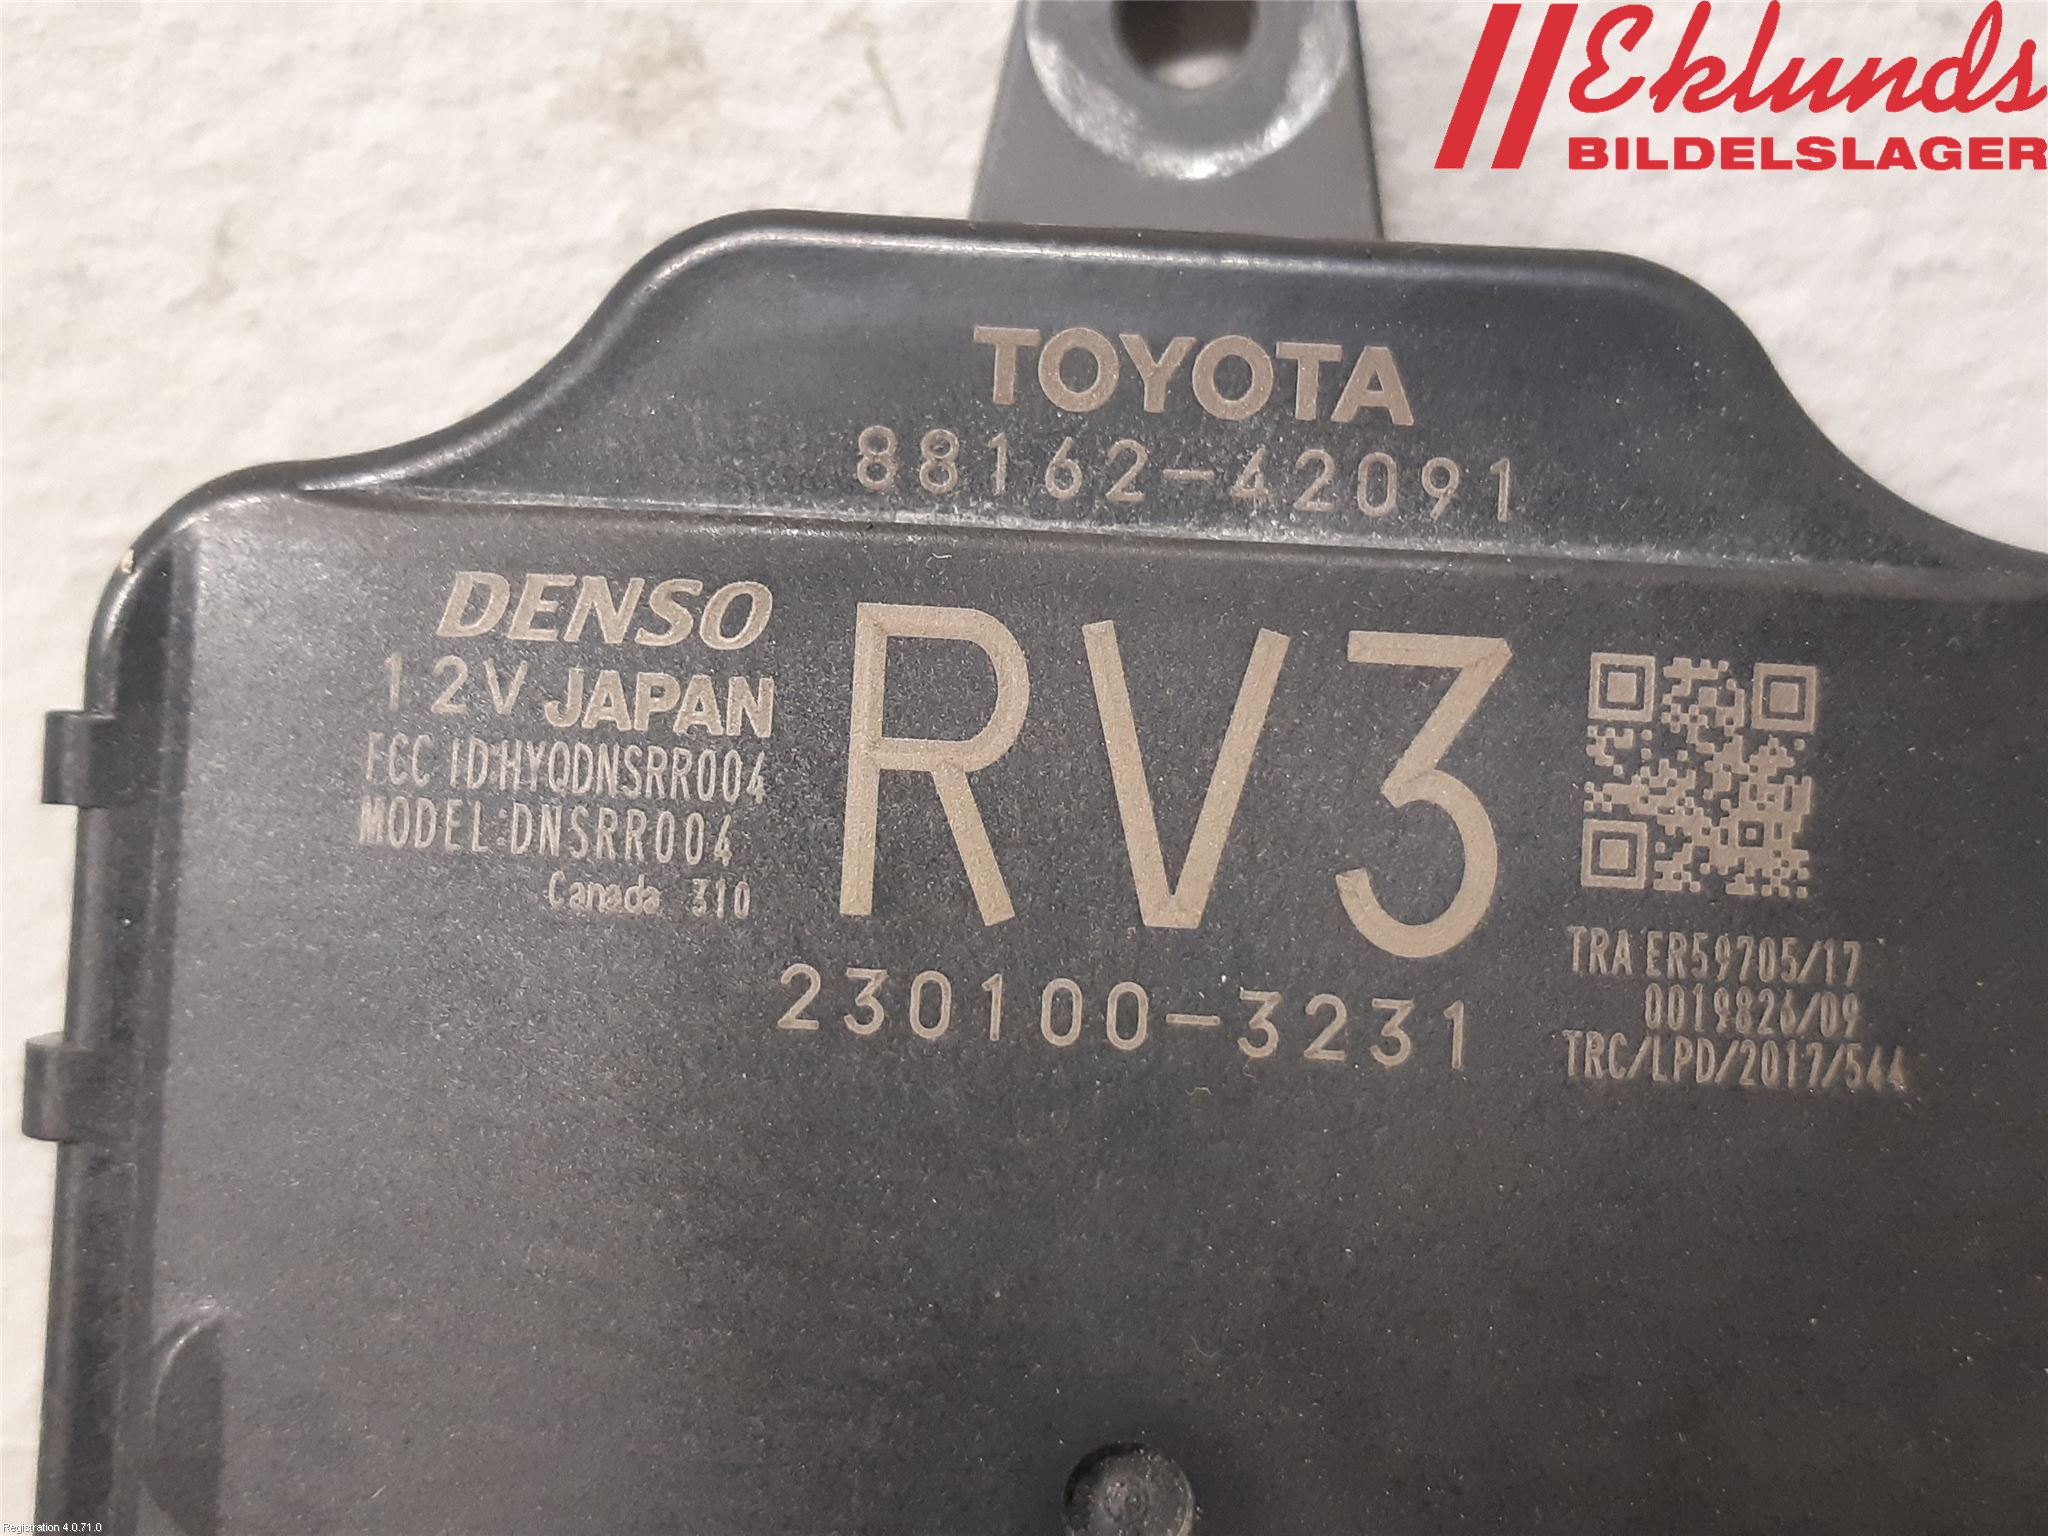 Eklunds
BILDELSLAGER
TOYOTA
88162-42091
DENSO
12V JAPAN
FCC ID:HYQDNSRR004
MODEL:DNSRR004
Canada 310
RV3
230100-3231
TRA ER59705/17
0019826/09
TRC/LPD/2017/544
Registration 4.0.71.0